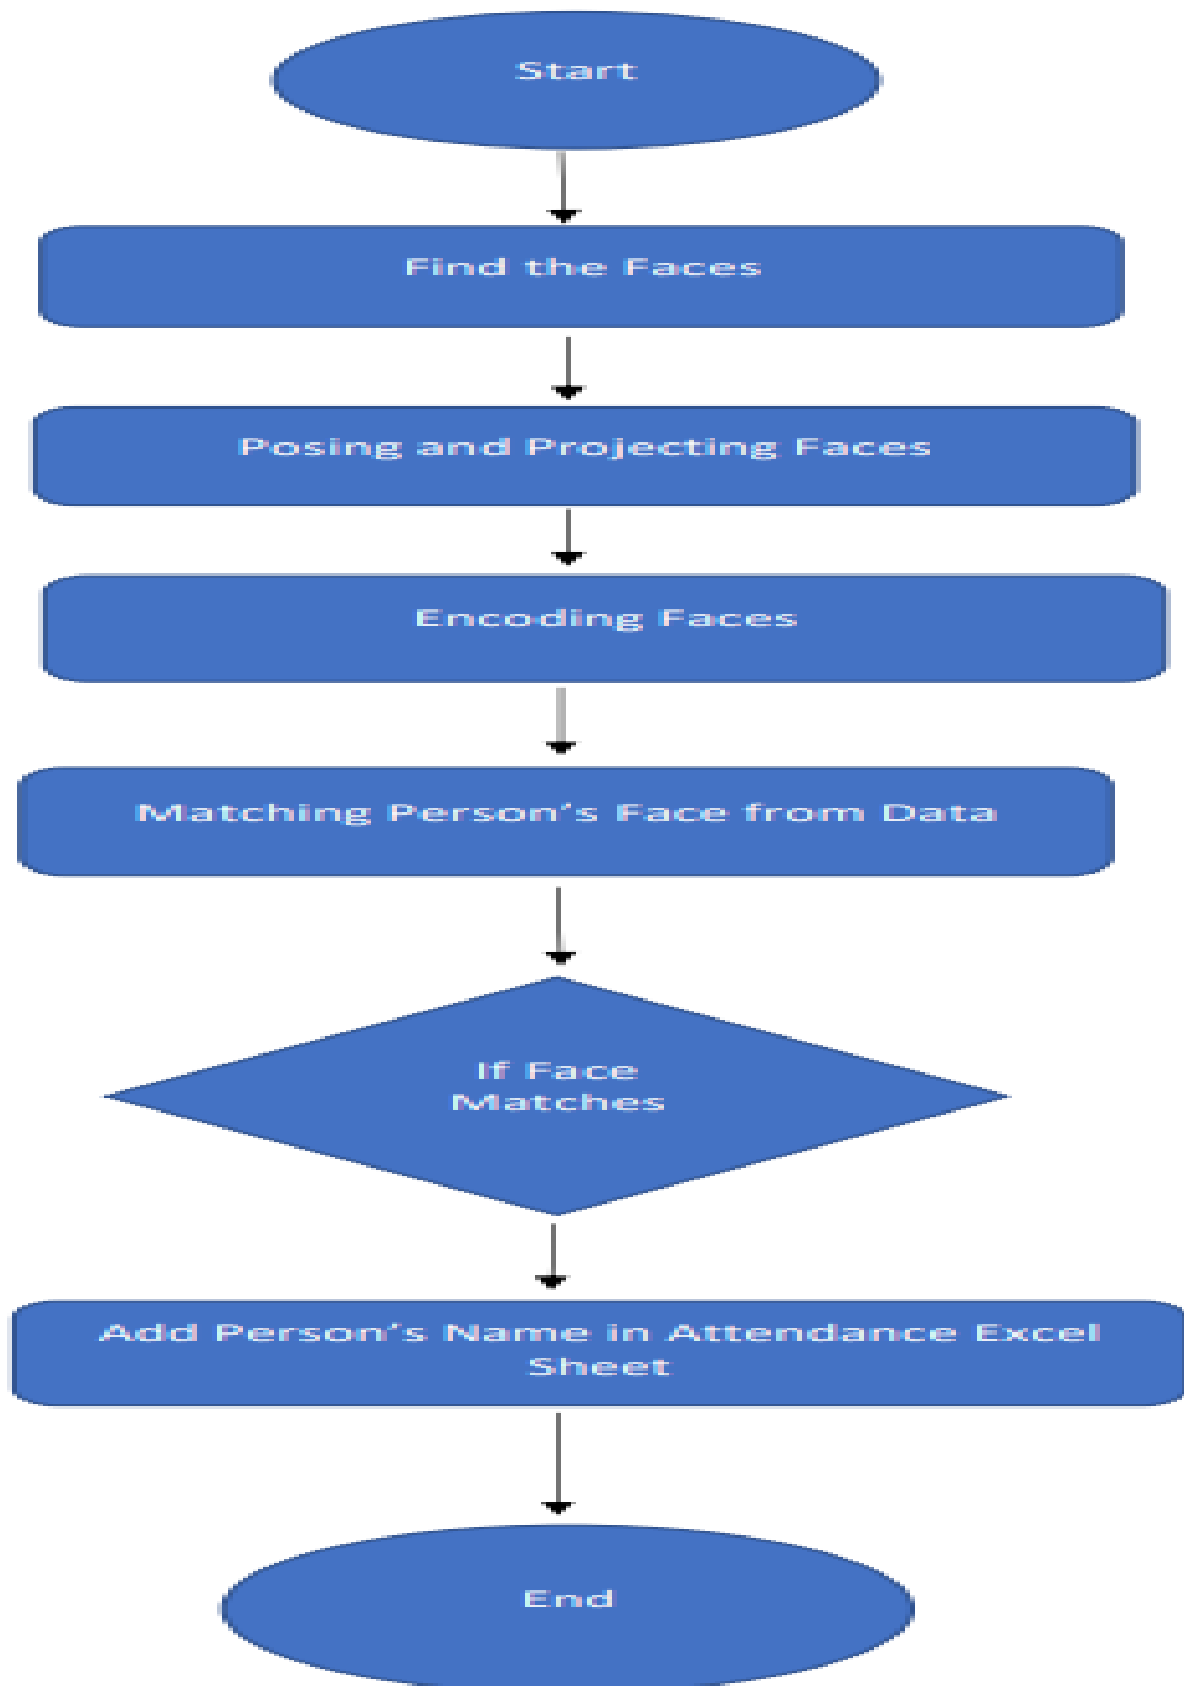 Start
Find the Faces
Posing and Projecting Faces
Encoding Faces
Matching Person's Face from Data
If Face
Matches
Add Person's Name in Attendance Excel
Sheet
End